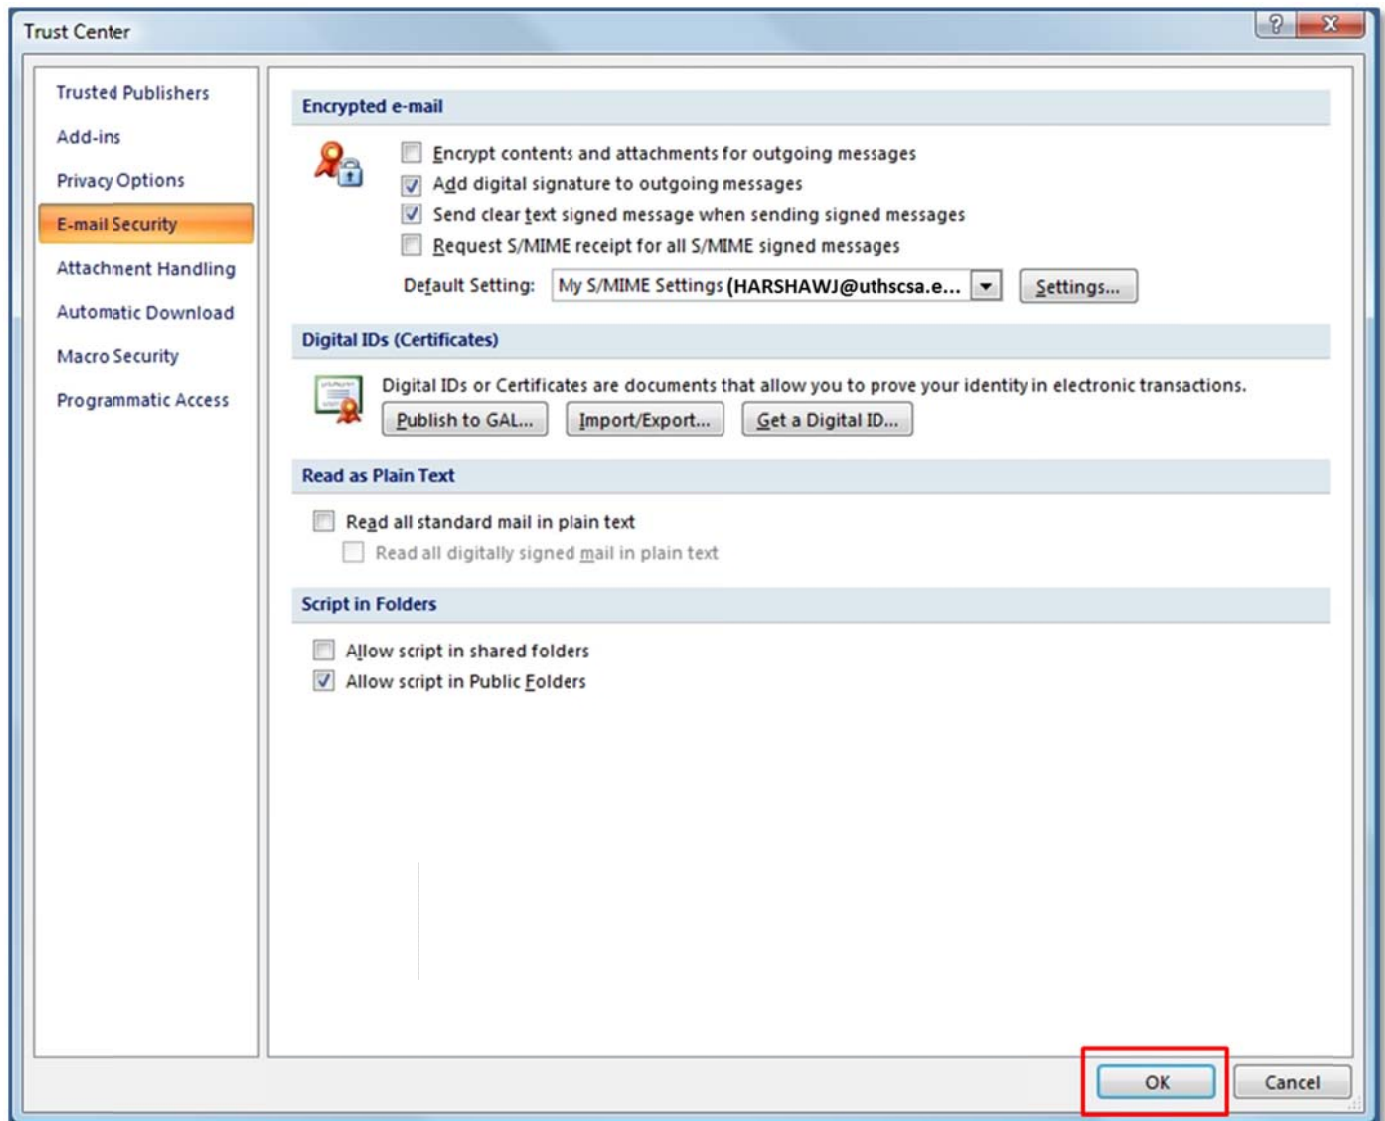 Trust Center
Trusted Publishers
Add-ins
Privacy Options
E-mail Security
Attachment Handling
Automatic Download
Macro Security
Programmatic Access
Encrypted e-mail
Encrypt contents and attachments for outgoing messages
Add digital signature to outgoing messages
Send clear text signed message when sending signed messages
Request S/MIME receipt for all S/MIME signed messages
Default Setting: My S/MIME Settings (HARSHAWJ@uthscsa.e... Settings...
Digital IDs (Certificates)
Digital IDs or Certificates are documents that allow you to prove your identity in electronic transactions.
Publish to GAL... Import/Export... Get a Digital ID...
Read as Plain Text
Read all standard mail in plain text
Read all digitally signed mail in plain text
Script in Folders
Allow script in shared folders
Allow script in Public Folders
OK Cancel